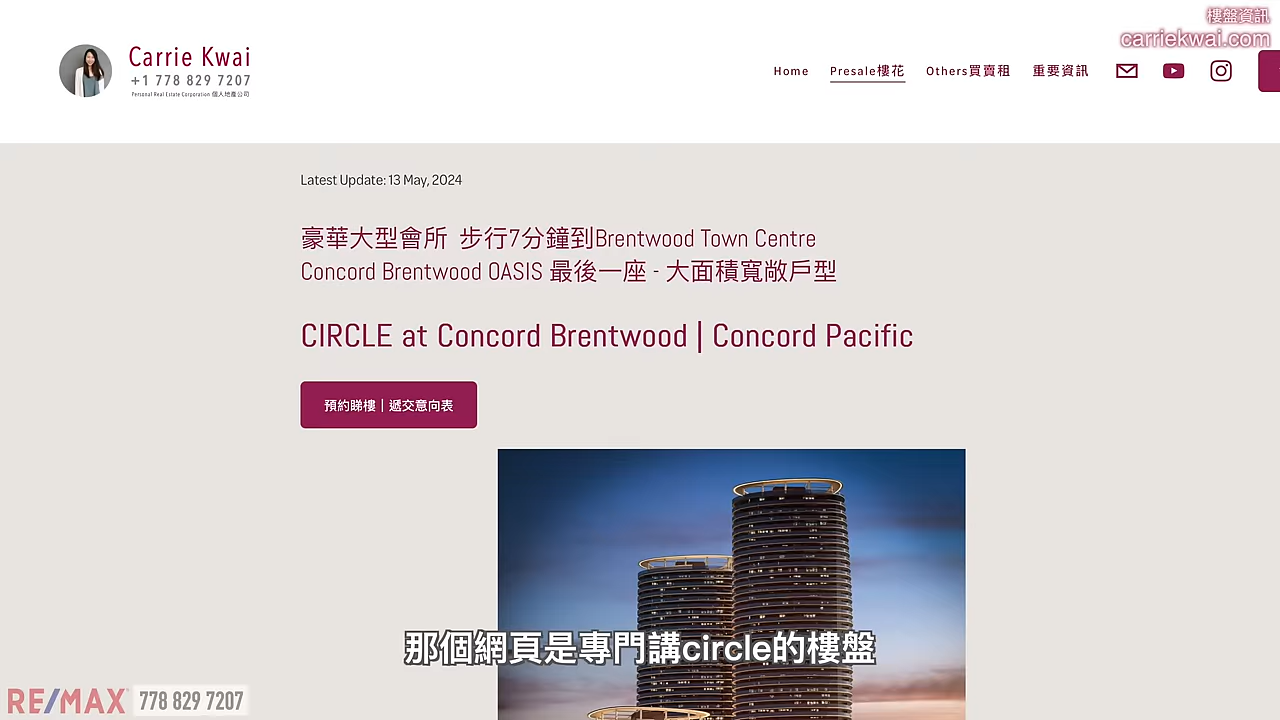 樓盤資訊
carriekwai.com
Carrie Kwai
+1 778 829 7207
Personal Real Estate Corporation 個人地產公司
Home
Presale樓花
Others買賣租
重要資訊
Latest Update: 13 May, 2024
豪華大型會所 步行7分鐘到Brentwood Town Centre
Concord Brentwood OASIS 最後一座 - 大面積寬敞戶型
CIRCLE at Concord Brentwood | Concord Pacific
預約睇樓｜遞交意向表
那個網頁是專門講circle的樓盤
RE/MAX 778 829 7207